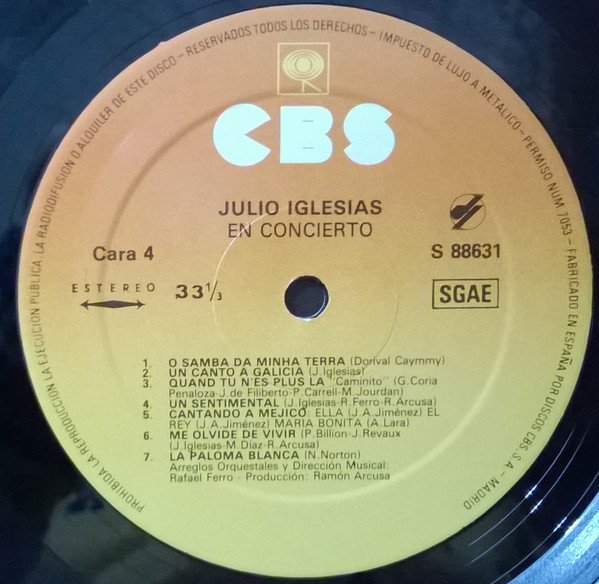 PROHIBIDA LA REPRODUCCION, LA EJECUCION PUBLICA, LA RADIODIFUSION O ALQUILER DE ESTE DISCO - RESERVADOS TODOS LOS DERECHOS - IMPUESTO DE LUJO A METALICO - PERMISO NUM 7053 - FABRICADO EN ESPAÑA POR DISCOS CBS S.A - MADRID
CBS
JULIO IGLESIAS
EN CONCIERTO
Cara 4
S 88631
ESTEREO
33 1/3
SGAE
1. O SAMBA DA MINHA TERRA (Dorival Caymmy)
2. UN CANTO A GALICIA (J.Iglesias)
3. QUAND TU N'ES PLUS LA "Caminito" (G.Coria
Penaloza-J de Filiberto-P.Carrell-M.Jourdan)
4. UN SENTIMENTAL (J.Iglesias-R.Ferro-R.Arcusa)
5. CANTANDO A MEJICO: ELLA (J.A.Jiménez) EL
REY (J.A.Jiménez) MARIA BONITA (A.Lara)
6. ME OLVIDE DE VIVIR (P.Billion-J.Revaux
(J.Iglesias-M.Díaz-R.Arcusa)
7. LA PALOMA BLANCA (N.Norton)
Arreglos Orquestales y Dirección Musical:
Rafael Ferro - Producción: Ramón Arcusa